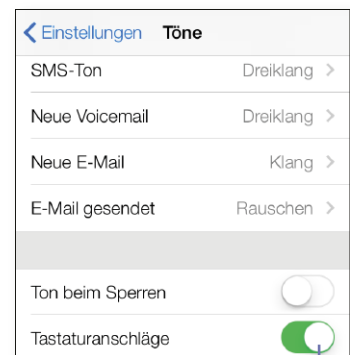 Einstellungen Töne
SMS-Ton Dreiklang
Neue Voicemail Dreiklang
Neue E-Mail Klang
E-Mail gesendet Rauschen
Ton beim Sperren
Tastaturanschläge